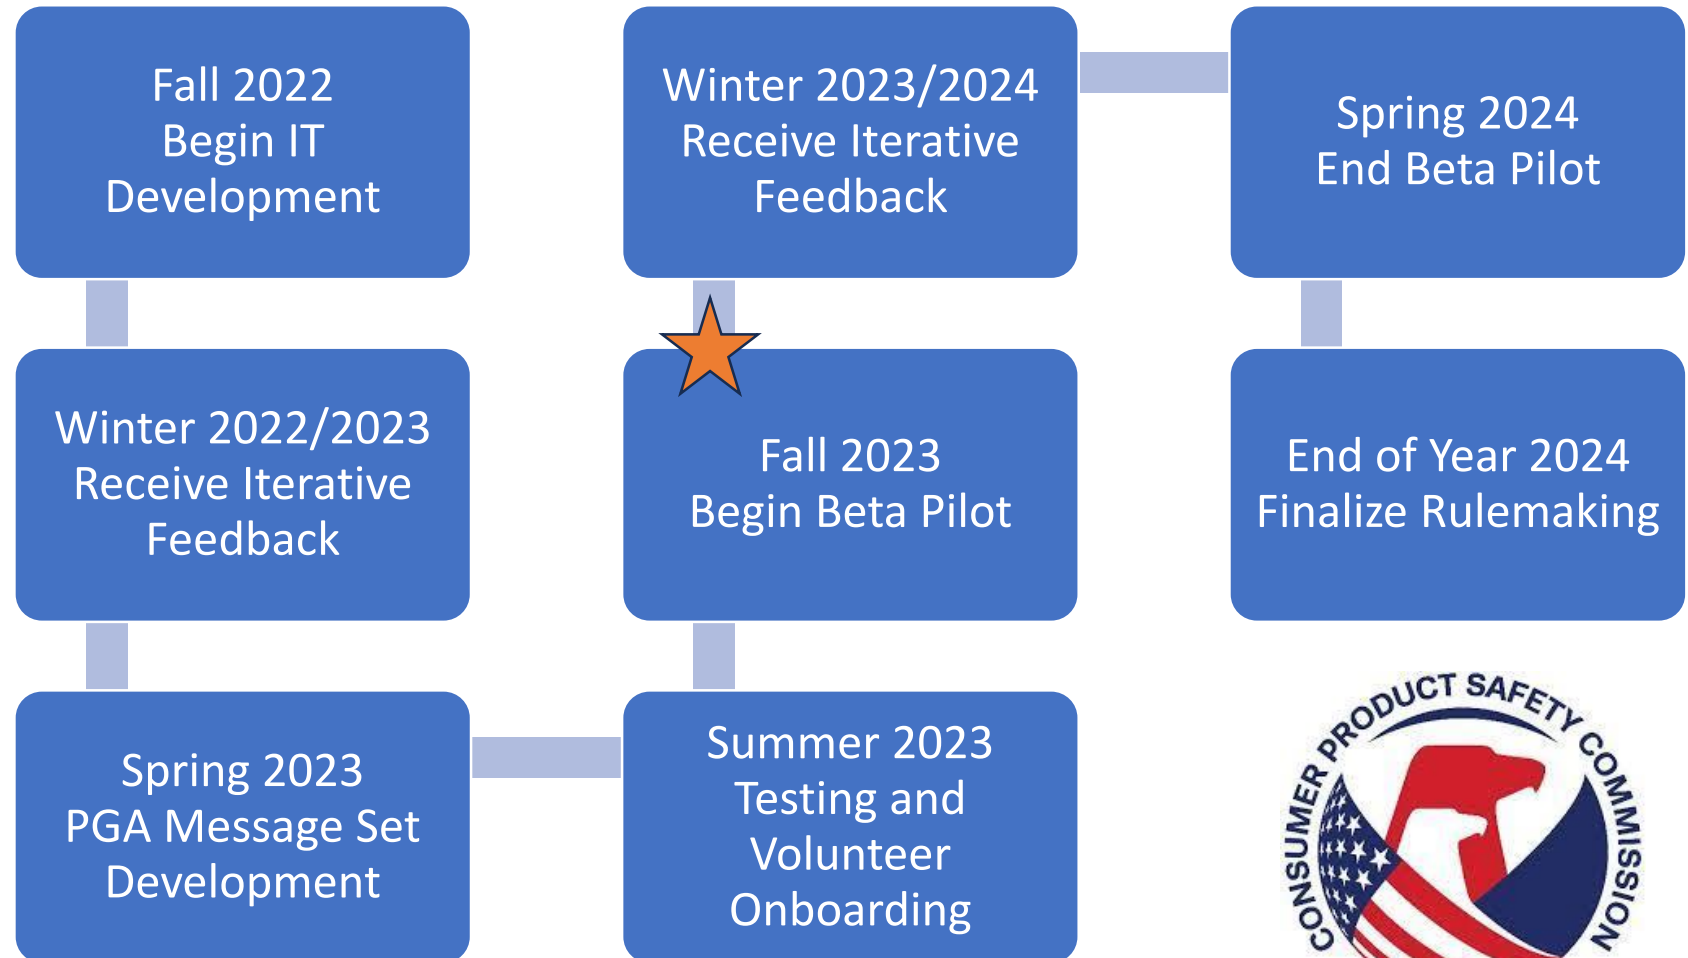 Fall 2022
Begin IT
Development
Winter 2022/2023
Receive Iterative
Feedback
Spring 2023
PGA Message Set
Development
Summer 2023
Testing and
Volunteer
Onboarding
Fall 2023
Begin Beta Pilot
Winter 2023/2024
Receive Iterative
Feedback
Spring 2024
End Beta Pilot
End of Year 2024
Finalize Rulemaking
CONSUMER PRODUCT SAFETY COMMISSION